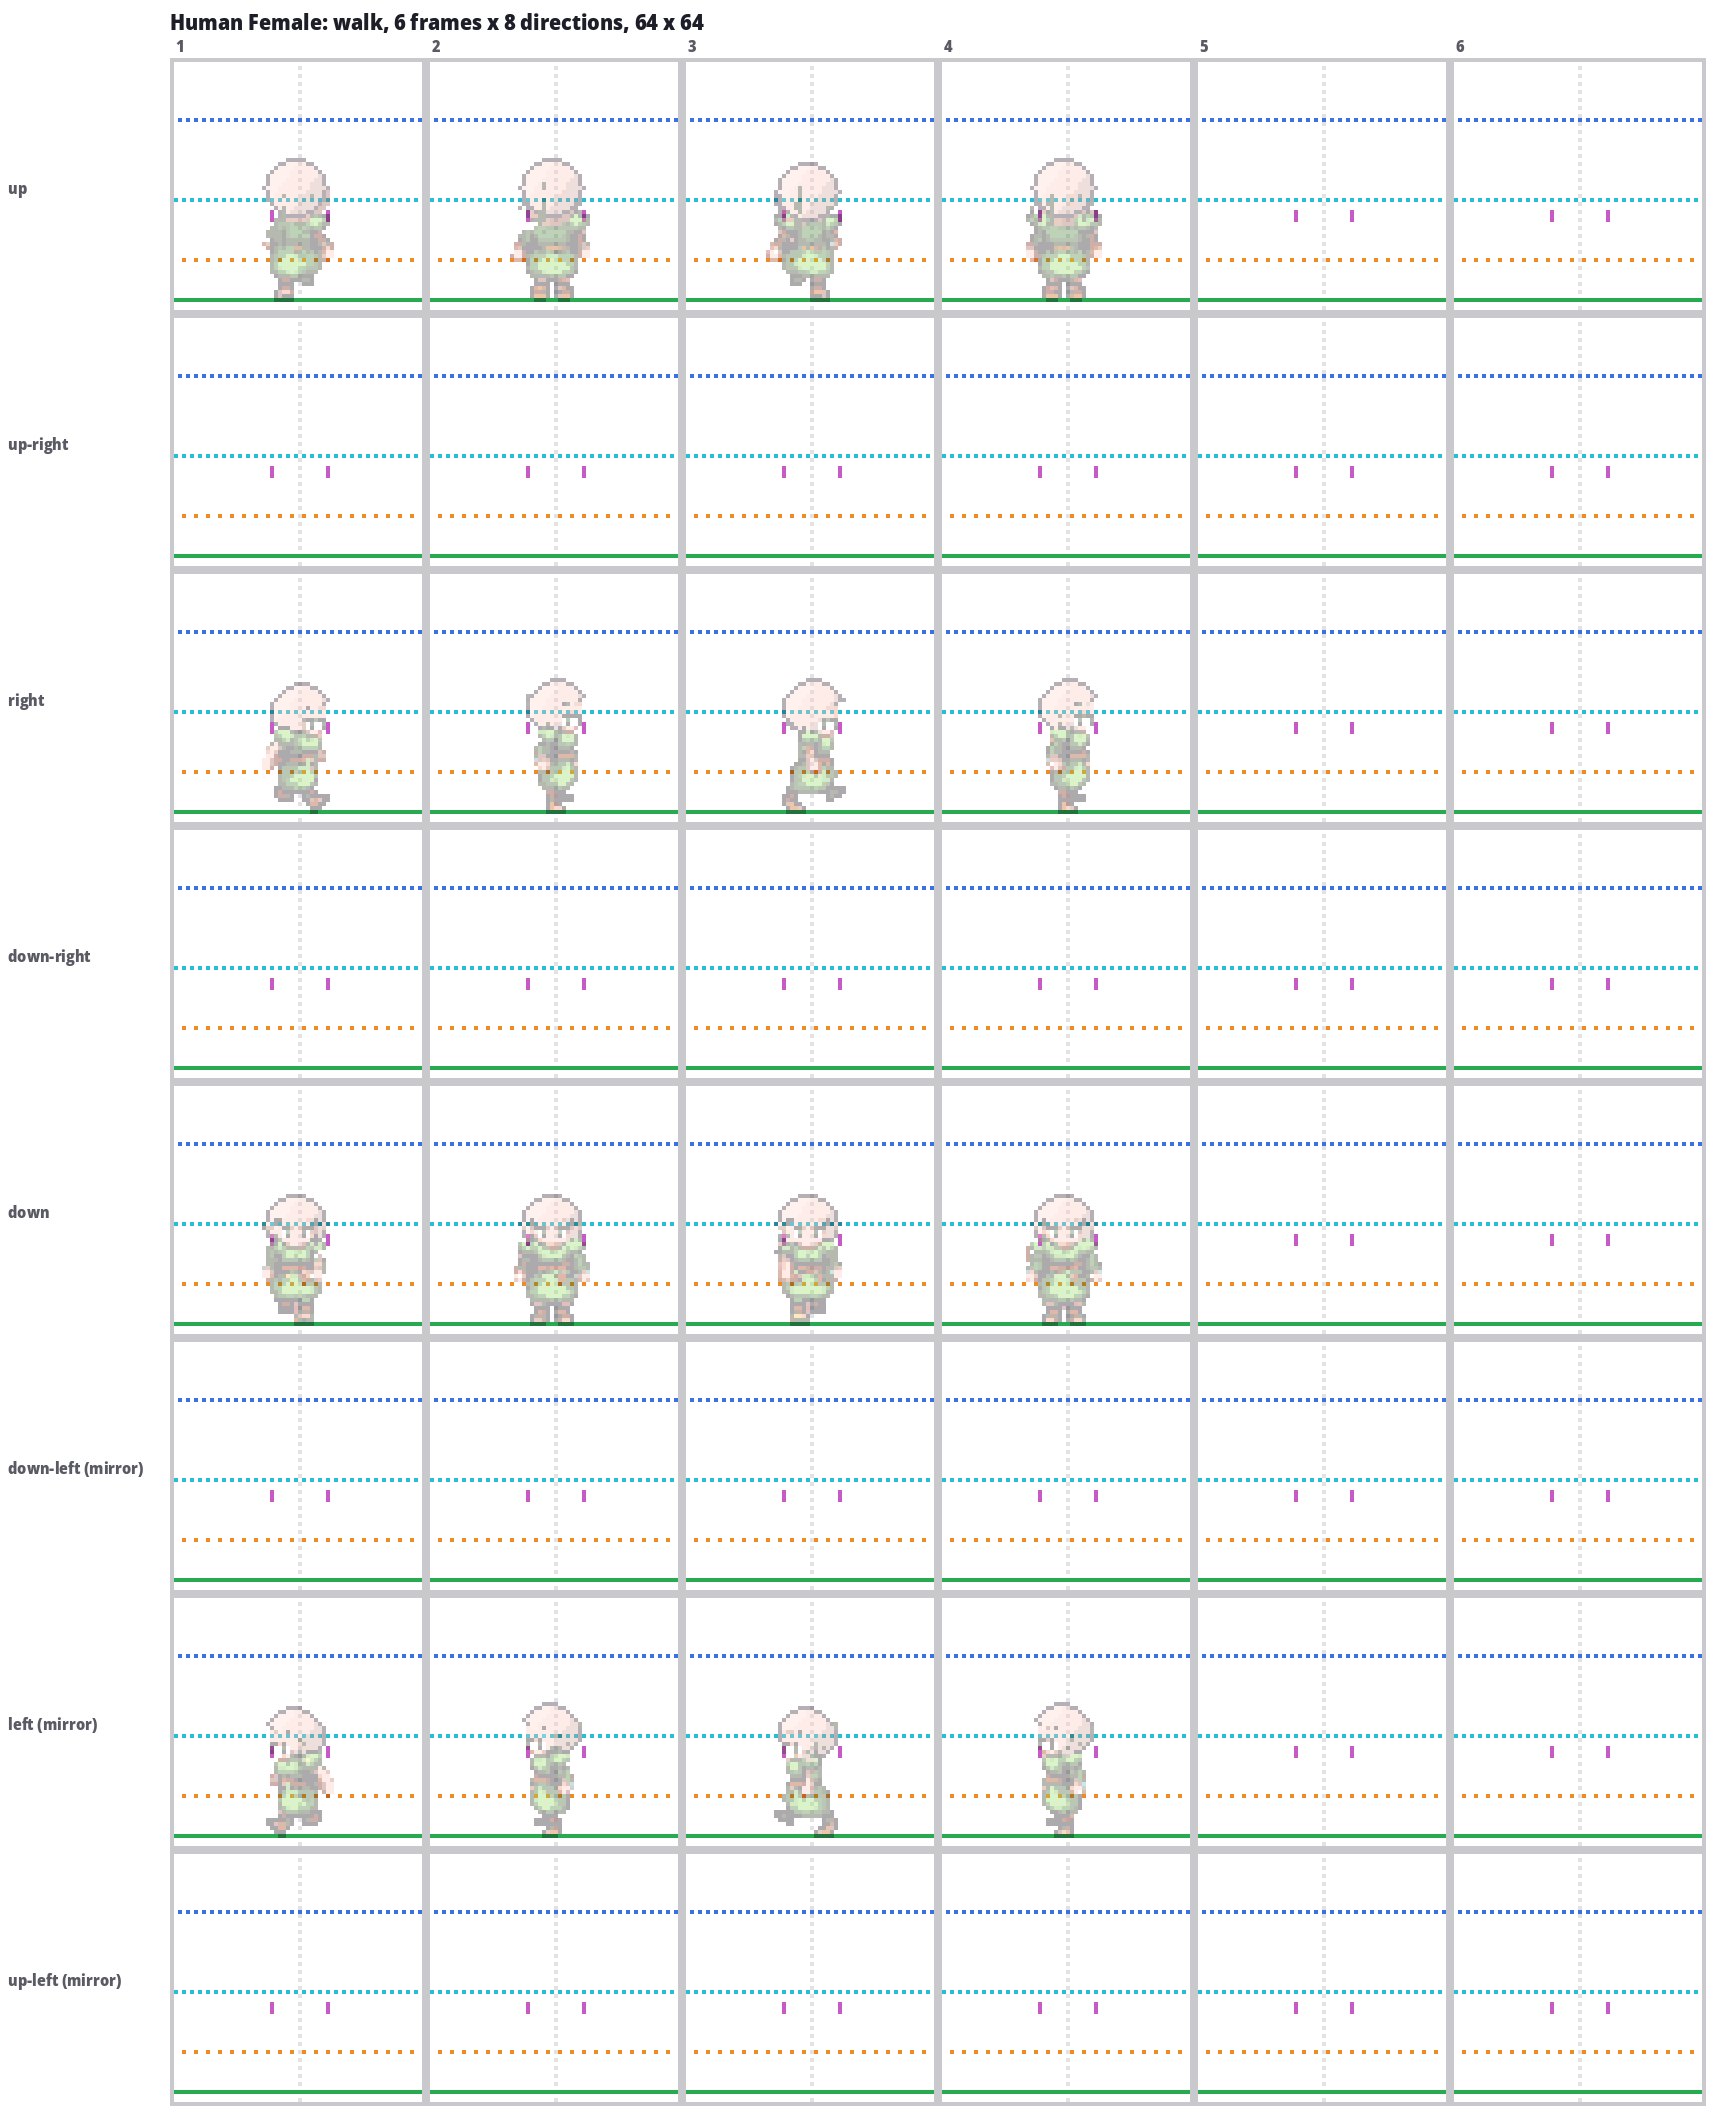 Human Female: walk, 6 frames x 8 directions, 64 x 64
1 2 3 4 5 6
up
up-right
right
down-right
down
down-left (mirror)
left (mirror)
up-left (mirror)